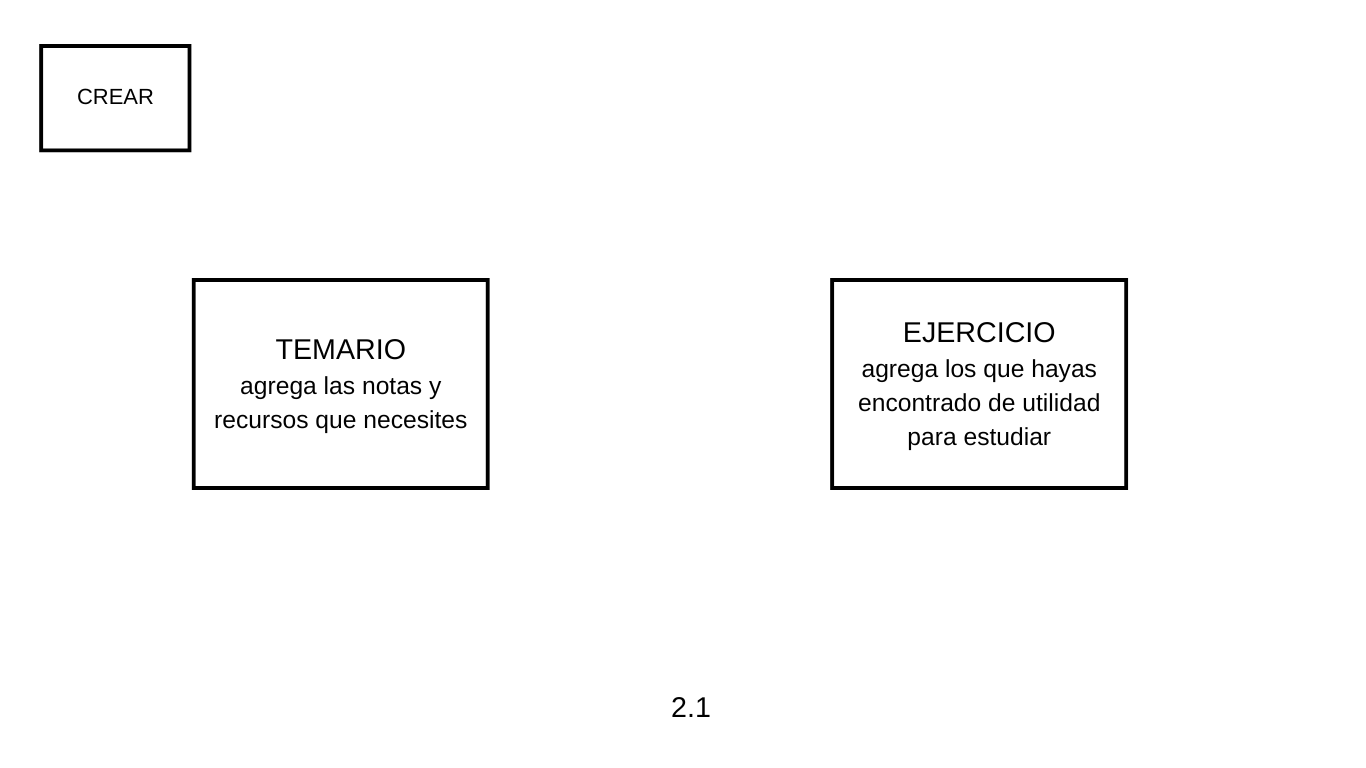 CREAR
TEMARIO
agrega las notas y
recursos que necesites
EJERCICIO
agrega los que hayas
encontrado de utilidad
para estudiar
2.1